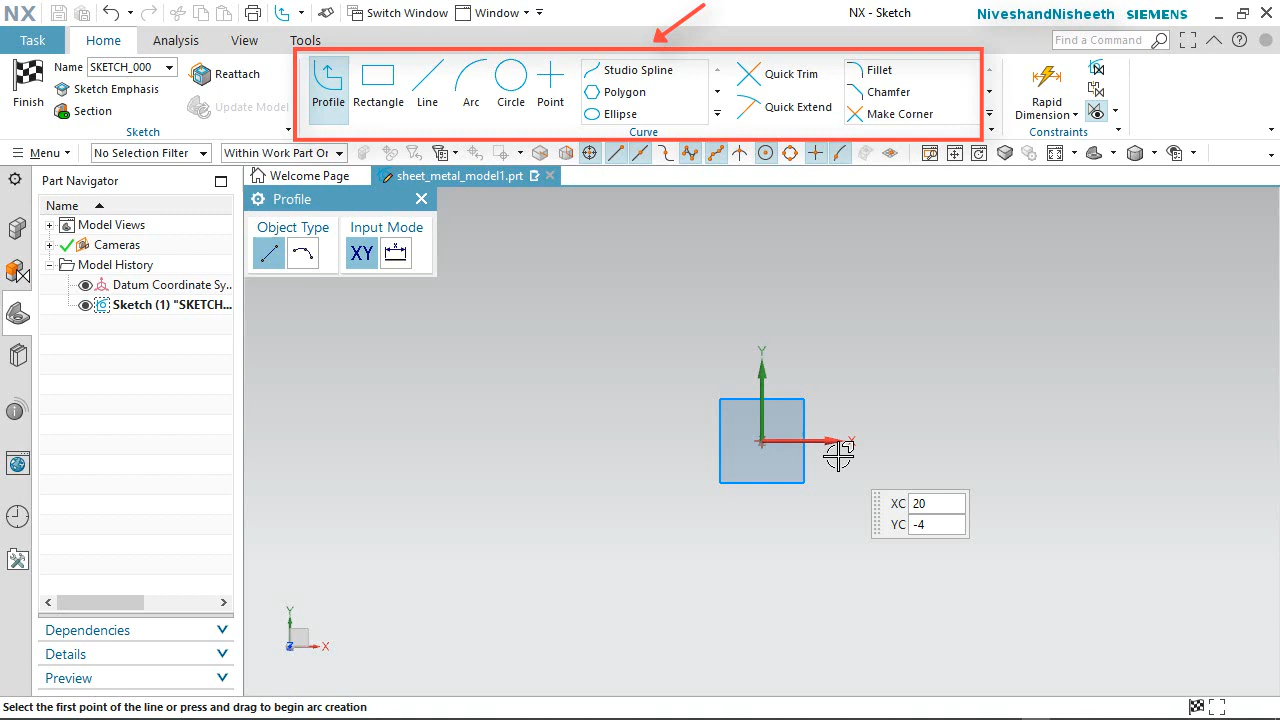 NX Switch Window Window NX - Sketch NiveshandNisheeth SIEMENS
Task Home Analysis View Tools Find a Command
Finish
Name SKETCH_000
Sketch Emphasis
Section
Reattach
Update Model
Sketch
Profile Rectangle Line Arc Circle Point
Studio Spline
Polygon
Ellipse
Quick Trim
Quick Extend
Fillet
Chamfer
Make Corner
Curve
Rapid
Dimension
Constraints
Menu No Selection Filter Within Work Part Or
Part Navigator
Welcome Page sheet_metal_model1.prt
Name
Model Views
Cameras
Model History
Datum Coordinate Sy..
Sketch (1) "SKETCH...
Dependencies
Details
Preview
Profile
Object Type Input Mode
XY
Y
X
XC 20
YC -4
Y
Z X
Select the first point of the line or press and drag to begin arc creation